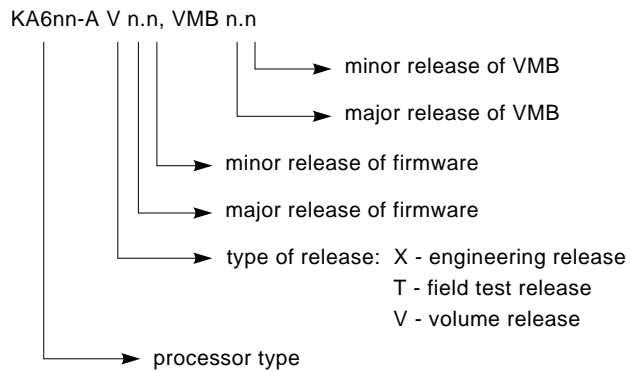 KA6nn-A V n.n, VMB n.n
minor release of VMB
major release of VMB
minor release of firmware
major release of firmware
type of release: X - engineering release
T - field test release
V - volume release
processor type